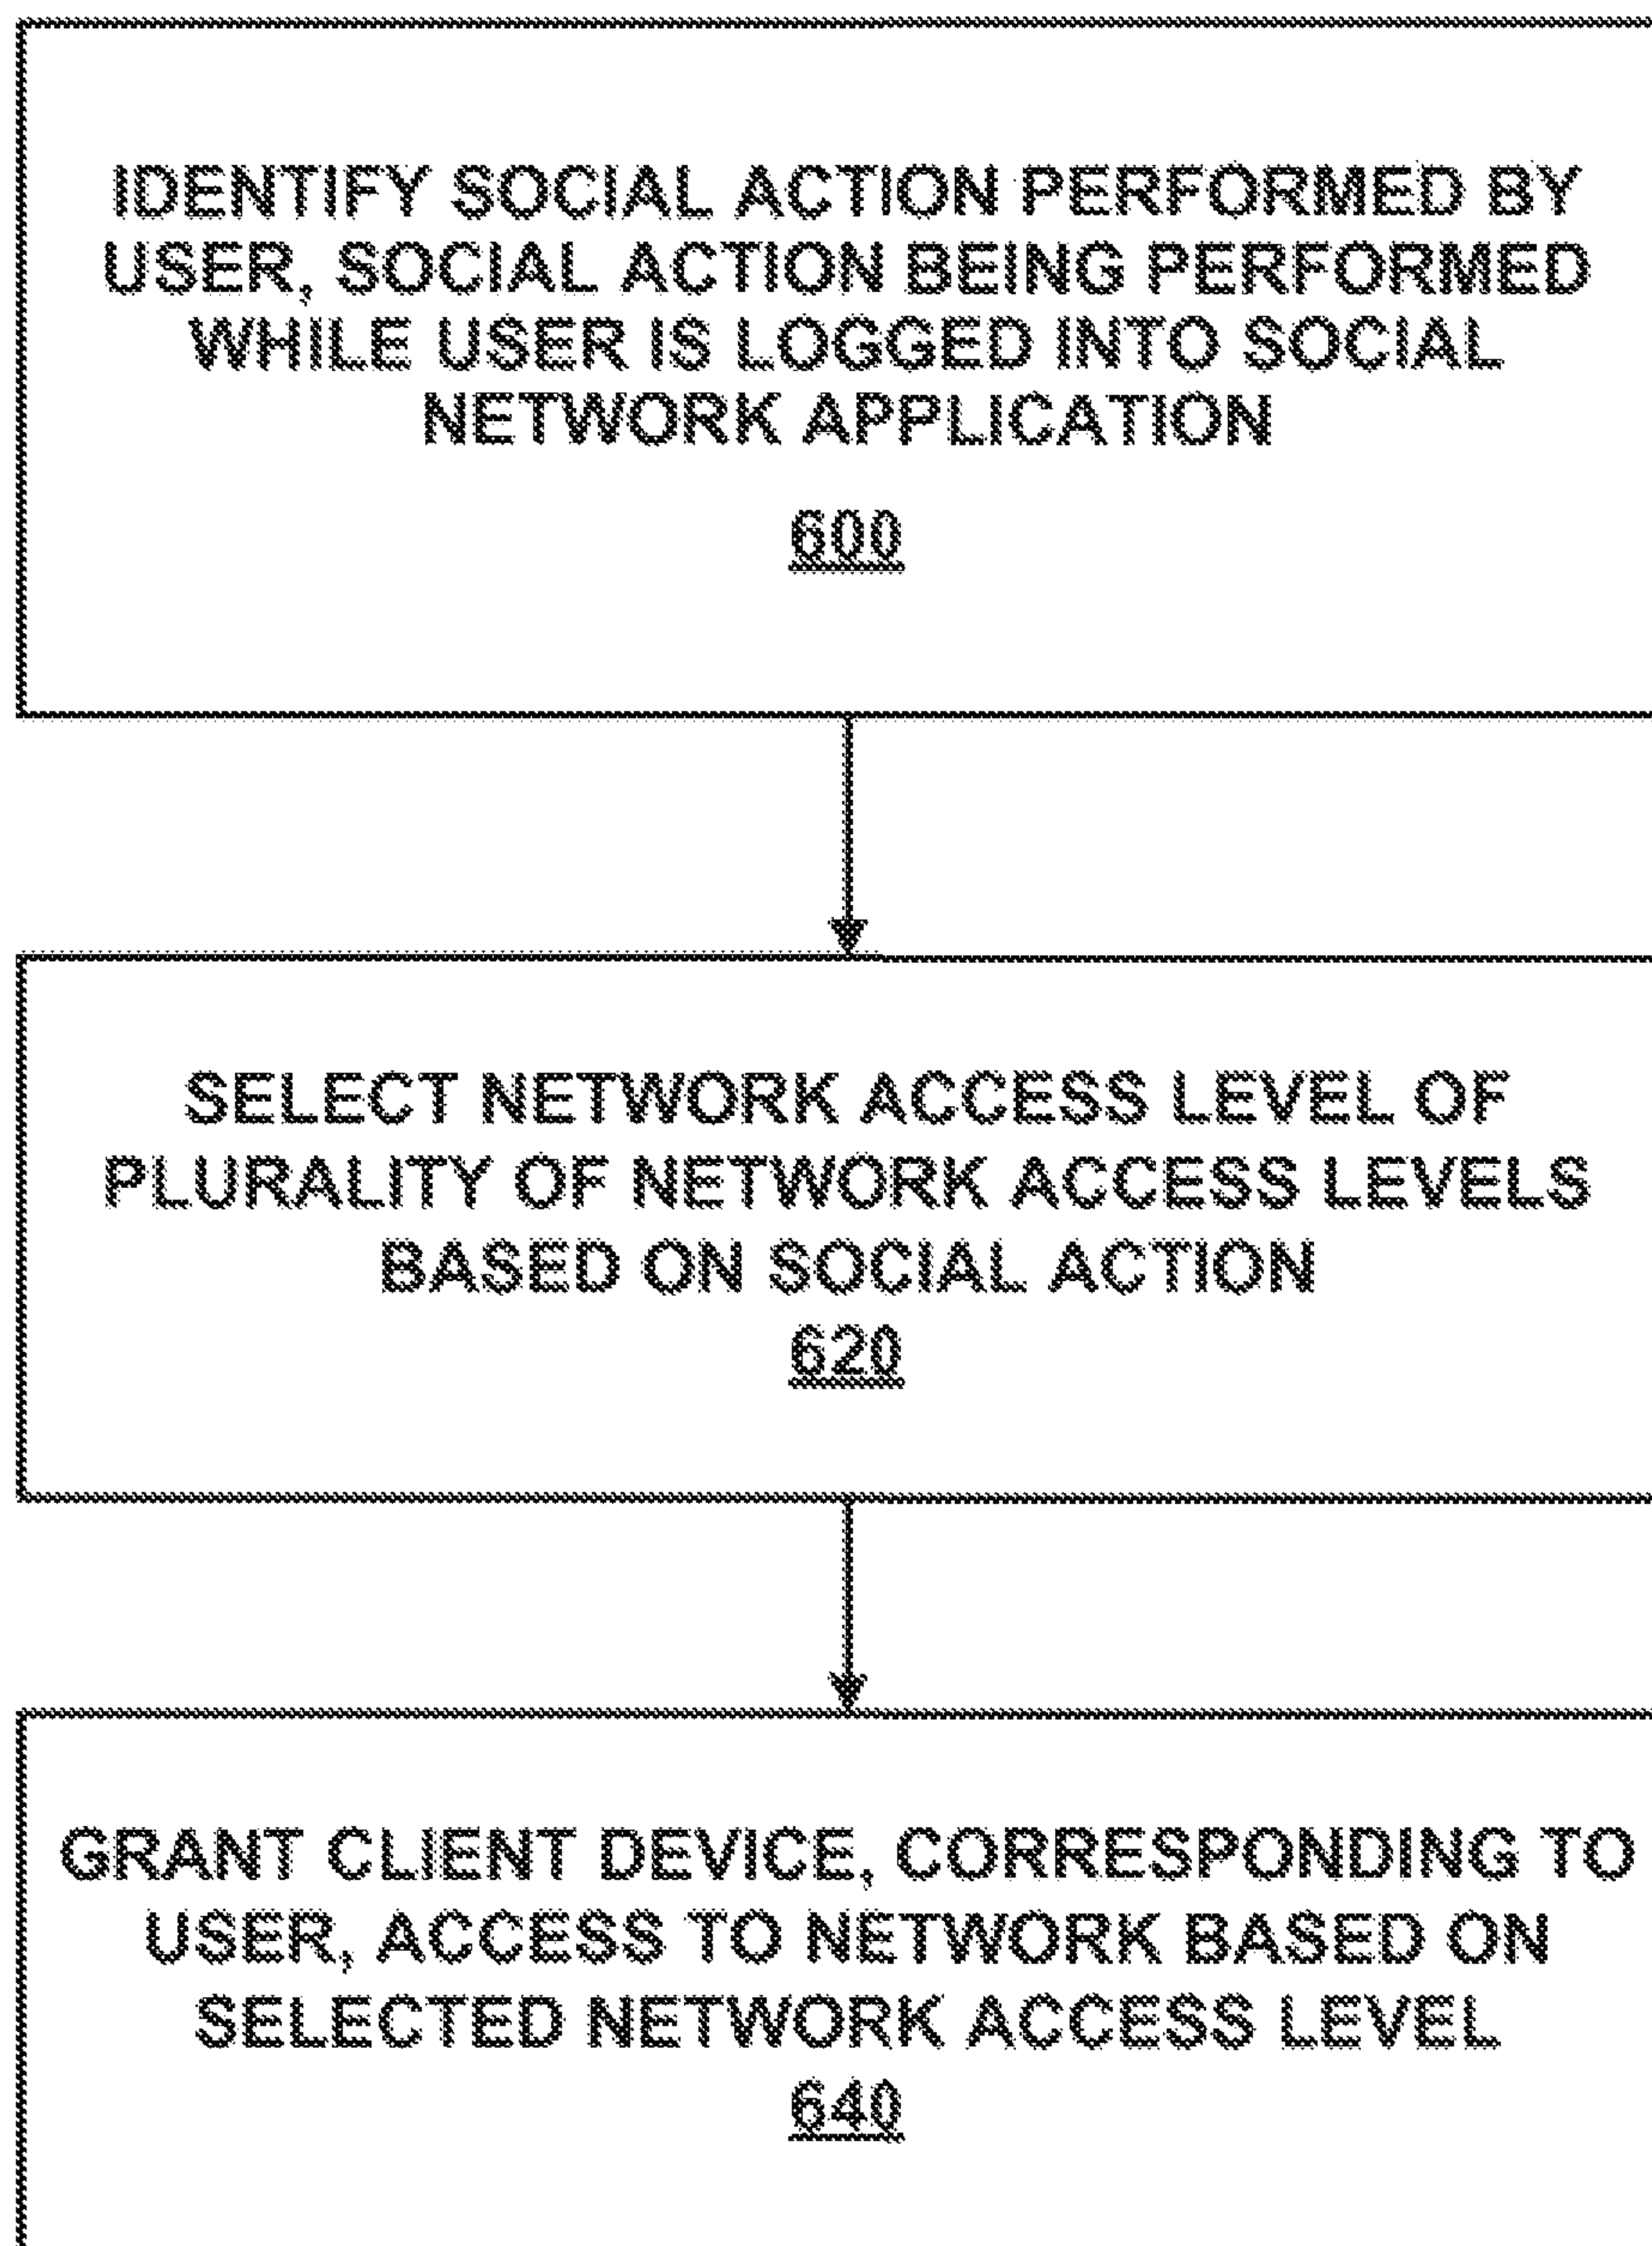 IDENTIFY SOCIAL ACTION PERFORMED BY
USER, SOCIAL ACTION BEING PERFORMED
WHILE USER IS LOGGED INTO SOCIAL
NETWORK APPLICATION
600
SELECT NETWORK ACCESS LEVEL OF
PLURALITY OF NETWORK ACCESS LEVELS
BASED ON SOCIAL ACTION
620
GRANT CLIENT DEVICE, CORRESPONDING TO
USER, ACCESS TO NETWORK BASED ON
SELECTED NETWORK ACCESS LEVEL
640